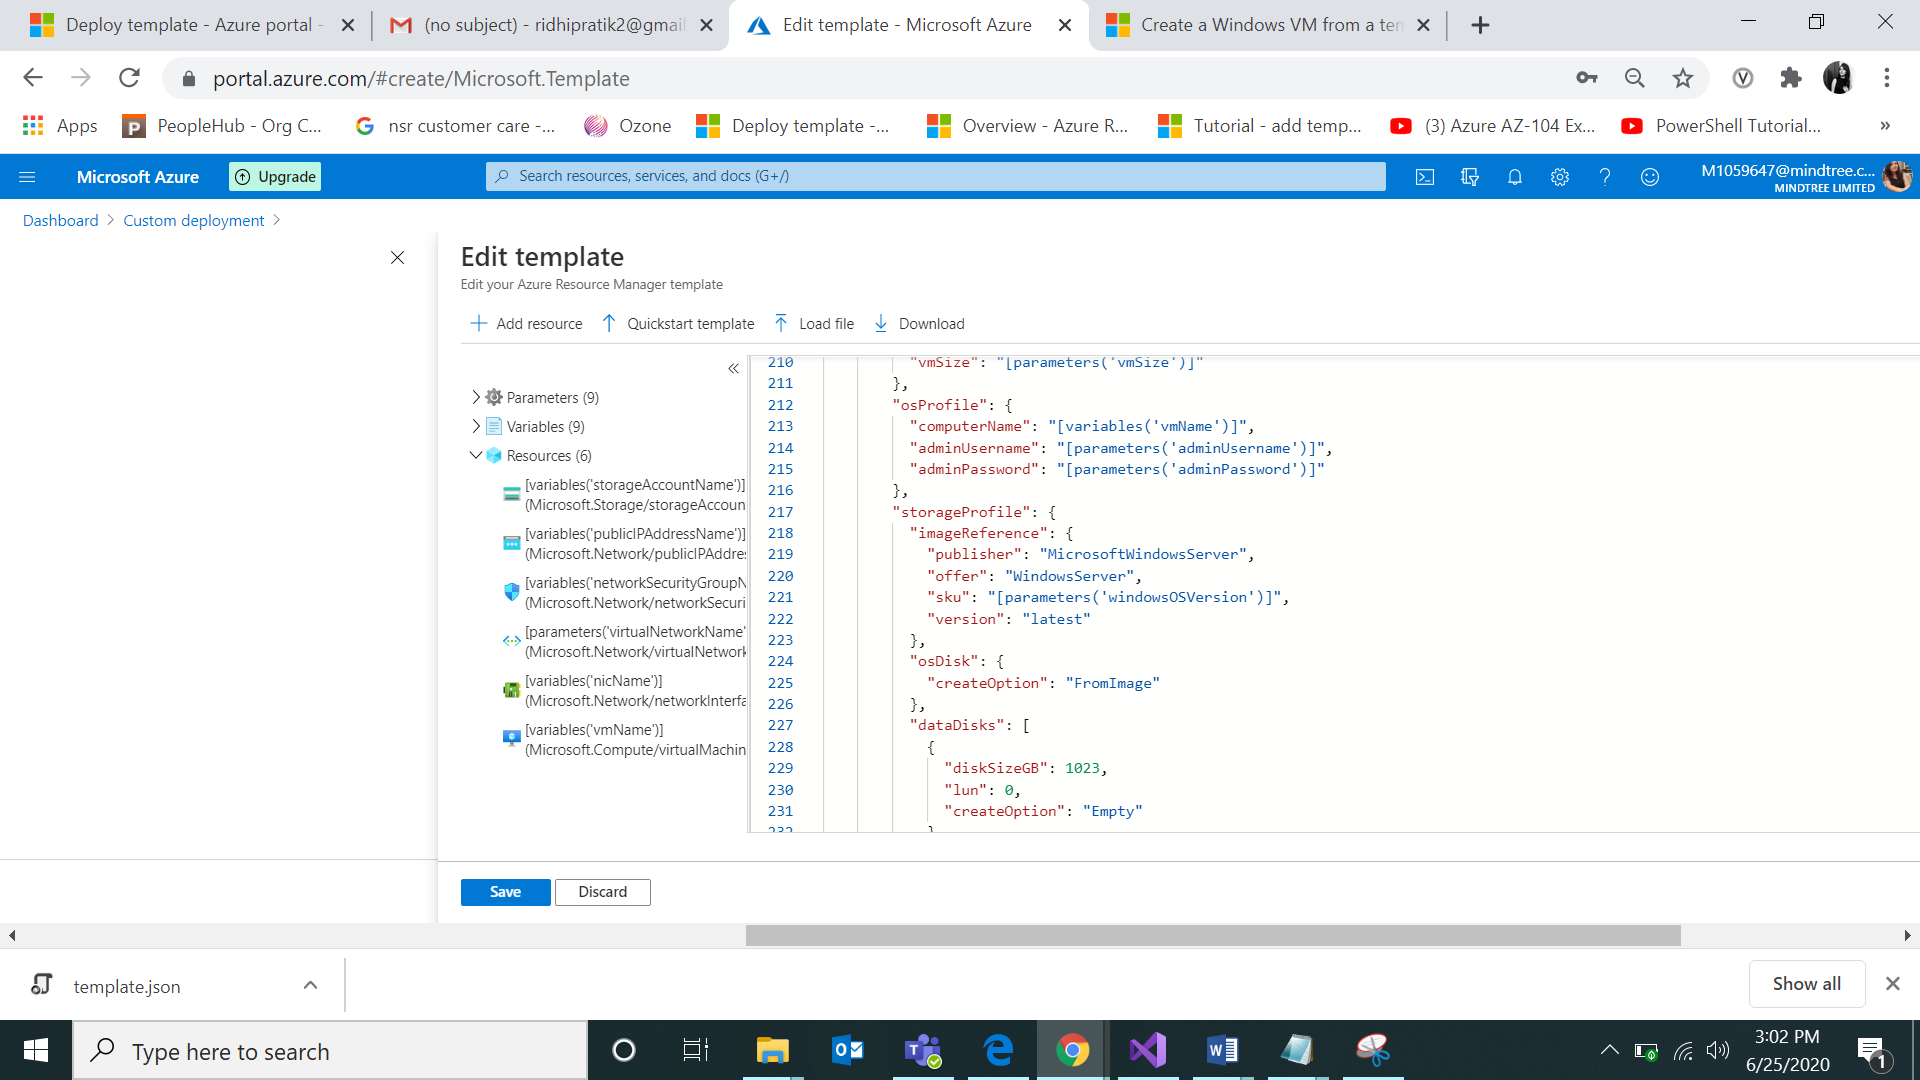 Deploy template - Azure portal -
(no subject) - ridhipratik2@gmail
Edit template - Microsoft Azure
Create a Windows VM from a tem
portal.azure.com/#create/Microsoft.Template
Apps
PeopleHub - Org C...
nsr customer care -...
Ozone
Deploy template -...
Overview - Azure R...
Tutorial - add temp...
(3) Azure AZ-104 Ex...
PowerShell Tutorial...
»
Microsoft Azure
Upgrade
Search resources, services, and docs (G+/)
M1059647@mindtree.c...
MINDTREE LIMITED
Dashboard > Custom deployment >
Edit template
Edit your Azure Resource Manager template
Add resource
Quickstart template
Load file
Download
«
Parameters (9)
Variables (9)
Resources (6)
[variables('storageAccountName')]
(Microsoft.Storage/storageAccoun
[variables('publicIPAddressName')]
(Microsoft.Network/publicIPAddre
[variables('networkSecurityGroupN
(Microsoft.Network/networkSecuri
[parameters('virtualNetworkName'
(Microsoft.Network/virtualNetwork
[variables('nicName')]
(Microsoft.Network/networkInterfa
[variables('vmName')]
(Microsoft.Compute/virtualMachin
210 "vmSize": "[parameters('vmSize')]"
211 },
212 "osProfile": {
213 "computerName": "[variables('vmName')]",
214 "adminUsername": "[parameters('adminUsername')]",
215 "adminPassword": "[parameters('adminPassword')]"
216 },
217 "storageProfile": {
218 "imageReference": {
219 "publisher": "MicrosoftWindowsServer",
220 "offer": "WindowsServer",
221 "sku": "[parameters('windowsOSVersion')]",
222 "version": "latest"
223 },
224 "osDisk": {
225 "createOption": "FromImage"
226 },
227 "dataDisks": [
228 {
229 "diskSizeGB": 1023,
230 "lun": 0,
231 "createOption": "Empty"
232 }
Save
Discard
template.json
Show all
Type here to search
3:02 PM
6/25/2020
1